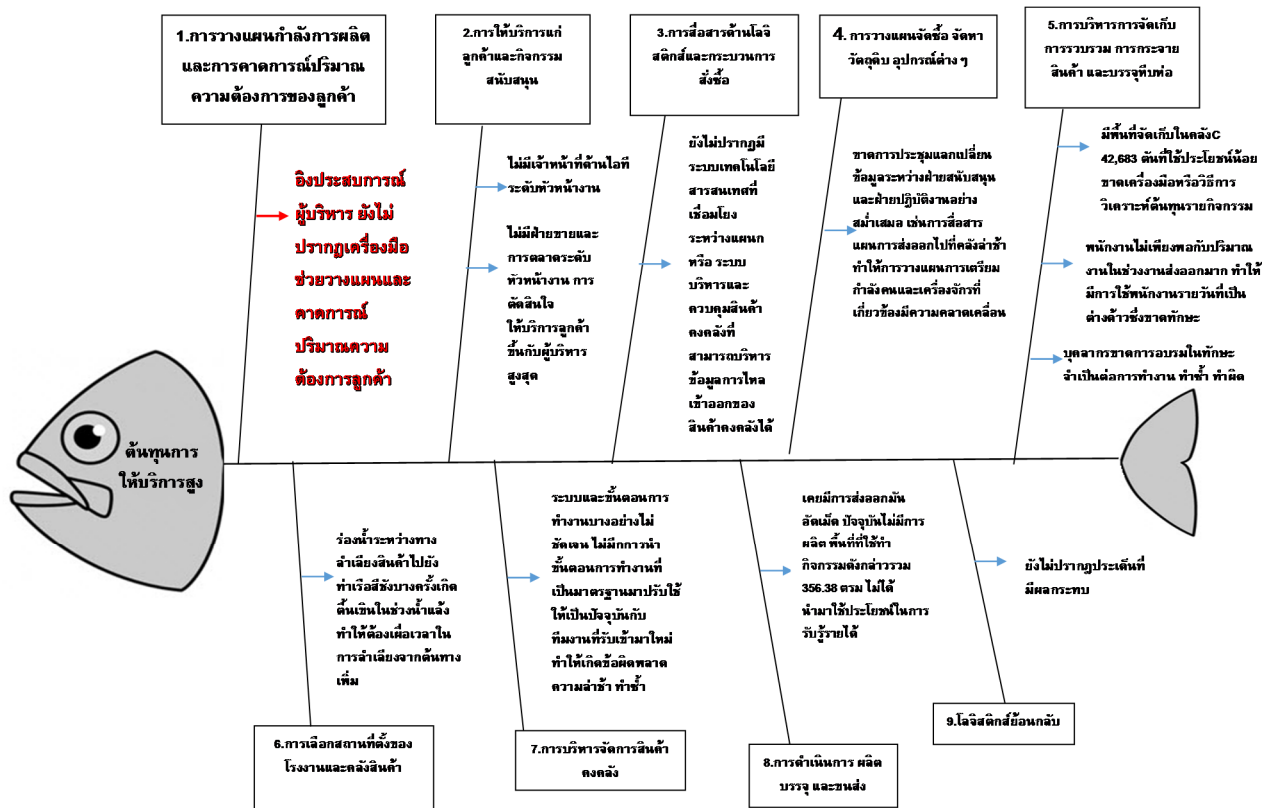 1.การวางแผนกำลังการผลิต
และการคาดการณ์ปริมาณ
ความต้องการของลูกค้า
2.การให้บริการแก่
ลูกค้าและกิจกรรม
สนับสนุน
3.การสื่อสารด้านโลจิ
สติกส์และกระบวนการ
สั่งซื้อ
4. การวางแผนจัดซื้อ จัดหา
วัตถุดิบ อุปกรณ์ต่าง ๆ
5.การบริหารการจัดเก็บ
การรวบรวม การกระจาย
สินค้า และบรรจุหีบห่อ
อิงประสบการณ์
ผู้บริหาร ยังไม่
ปรากฏเครื่องมือ
ช่วยวางแผนและ
คาดการณ์
ปริมาณความ
ต้องการลูกค้า
ไม่มีเจ้าหน้าที่ด้านไอที
ระดับหัวหน้างาน
ไม่มีฝ่ายขายและ
การตลาดระดับ
หัวหน้างาน การ
ตัดสินใจ
ให้บริการลูกค้า
ขึ้นกับผู้บริหาร
สูงสุด
ยังไม่ปรากฏมี
ระบบเทคโนโลยี
สารสนเทศที่
เชื่อมโยง
ระหว่างแผนก
หรือ ระบบ
บริหารและ
ควบคุมสินค้า
คงคลังที่
สามารถบริหาร
ข้อมูลการไหล
เข้าออกของ
สินค้าคงคลังได้
ขาดการประชุมแลกเปลี่ยน
ข้อมูลระหว่างฝ่ายสนับสนุน
และฝ่ายปฎิบัติงานอย่าง
สม่ำเสมอ เช่นการสื่อสาร
แผนการส่งออกไปที่คลังล่าช้า
ทำให้การวางแผนการเตรียม
กำลังคนและเครื่องจักรที่
เกี่ยวข้องมีความคลาดเคลื่อน
มีพื้นที่จัดเก็บในคลังC
42,683 ตันที่ใช้ประโยชน์น้อย
ขาดเครื่องมือหรือวิธีการ
วิเคราะห์ต้นทุนรายกิจกรรม
พนักงานไม่เพียงพอกับปริมาณ
งานในช่วงงานส่งออกมาก ทำให้
มีการใช้พนักงานรายวันที่เป็น
ต่างด้าวซึ่งขาดทักษะ
บุคลากรขาดการอบรมในทักษะ
จำเป็นต่อการทำงาน ทำซ้ำ ทำผิด
ต้นทุนการ
ให้บริการสูง
ร่องน้ำระหว่างทาง
ลำเลียงสินค้าไปยัง
ท่าเรือสีชังบางครั้งเกิด
ตื้นเขินในช่วงน้ำแล้ง
ทำให้ต้องเผื่อเวลาใน
การลำเลียงจากต้นทาง
เพิ่ม
ระบบและขั้นตอนการ
ทำงานบางอย่างไม่
ชัดเจน ไม่มีกการนำ
ขั้นตอนการทำงานที่
เป็นมาตรฐานมาปรับใช้
ให้เป็นปัจจุบันกับ
ทีมงานที่รับเข้ามาใหม่
ทำให้เกิดข้อผิดพลาด
ความล่าช้า ทำซ้ำ
เคยมีการส่งออกมัน
อัดเม็ด ปัจจุบันไม่มีการ
ผลิต พื้นที่ที่ใช้ทำ
กิจกรรมดังกล่าวรวม
356.38 ตรม ไม่ได้
นำมาใช้ประโยชน์ในการ
รับรู้รายได้
ยังไม่ปรากฏประเด็นที่
มีผลกระทบ
6.การเลือกสถานที่ตั้งของ
โรงงานและคลังสินค้า
7.การบริหารจัดการสินค้า
คงคลัง
8.การดำเนินการ ผลิต
บรรจุ และขนส่ง
9.โลจิสติกส์ย้อนกลับ